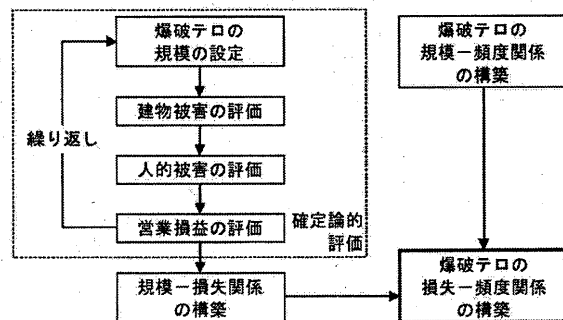 爆破テロの
規模の設定
建物被害の評価
人的被害の評価
営業損益の評価
繰り返し
確定論的
評価
規模－損失関係
の構築
爆破テロの
規模－頻度関係
の構築
爆破テロの
損失－頻度関係
の構築